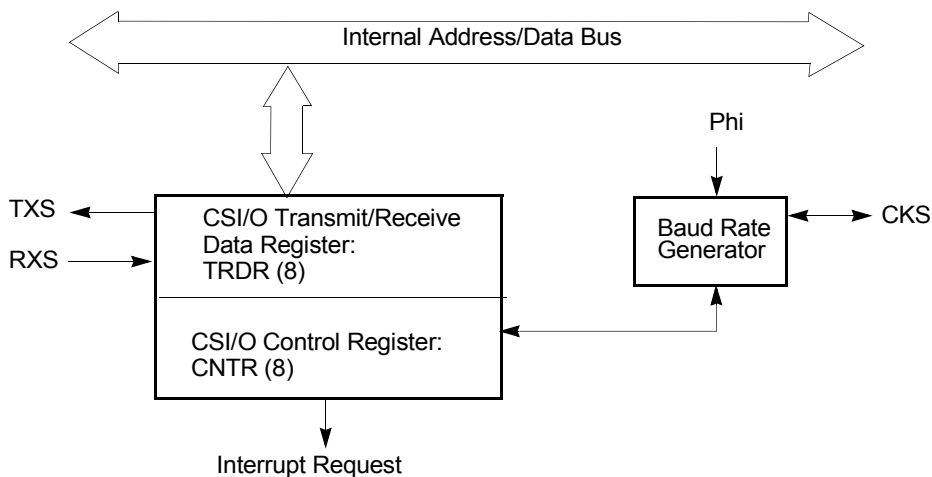 Internal Address/Data Bus
Phi
TXS
RXS
CSI/O Transmit/Receive
Data Register:
TRDR (8)
Baud Rate
Generator
CKS
CSI/O Control Register:
CNTR (8)
Interrupt Request